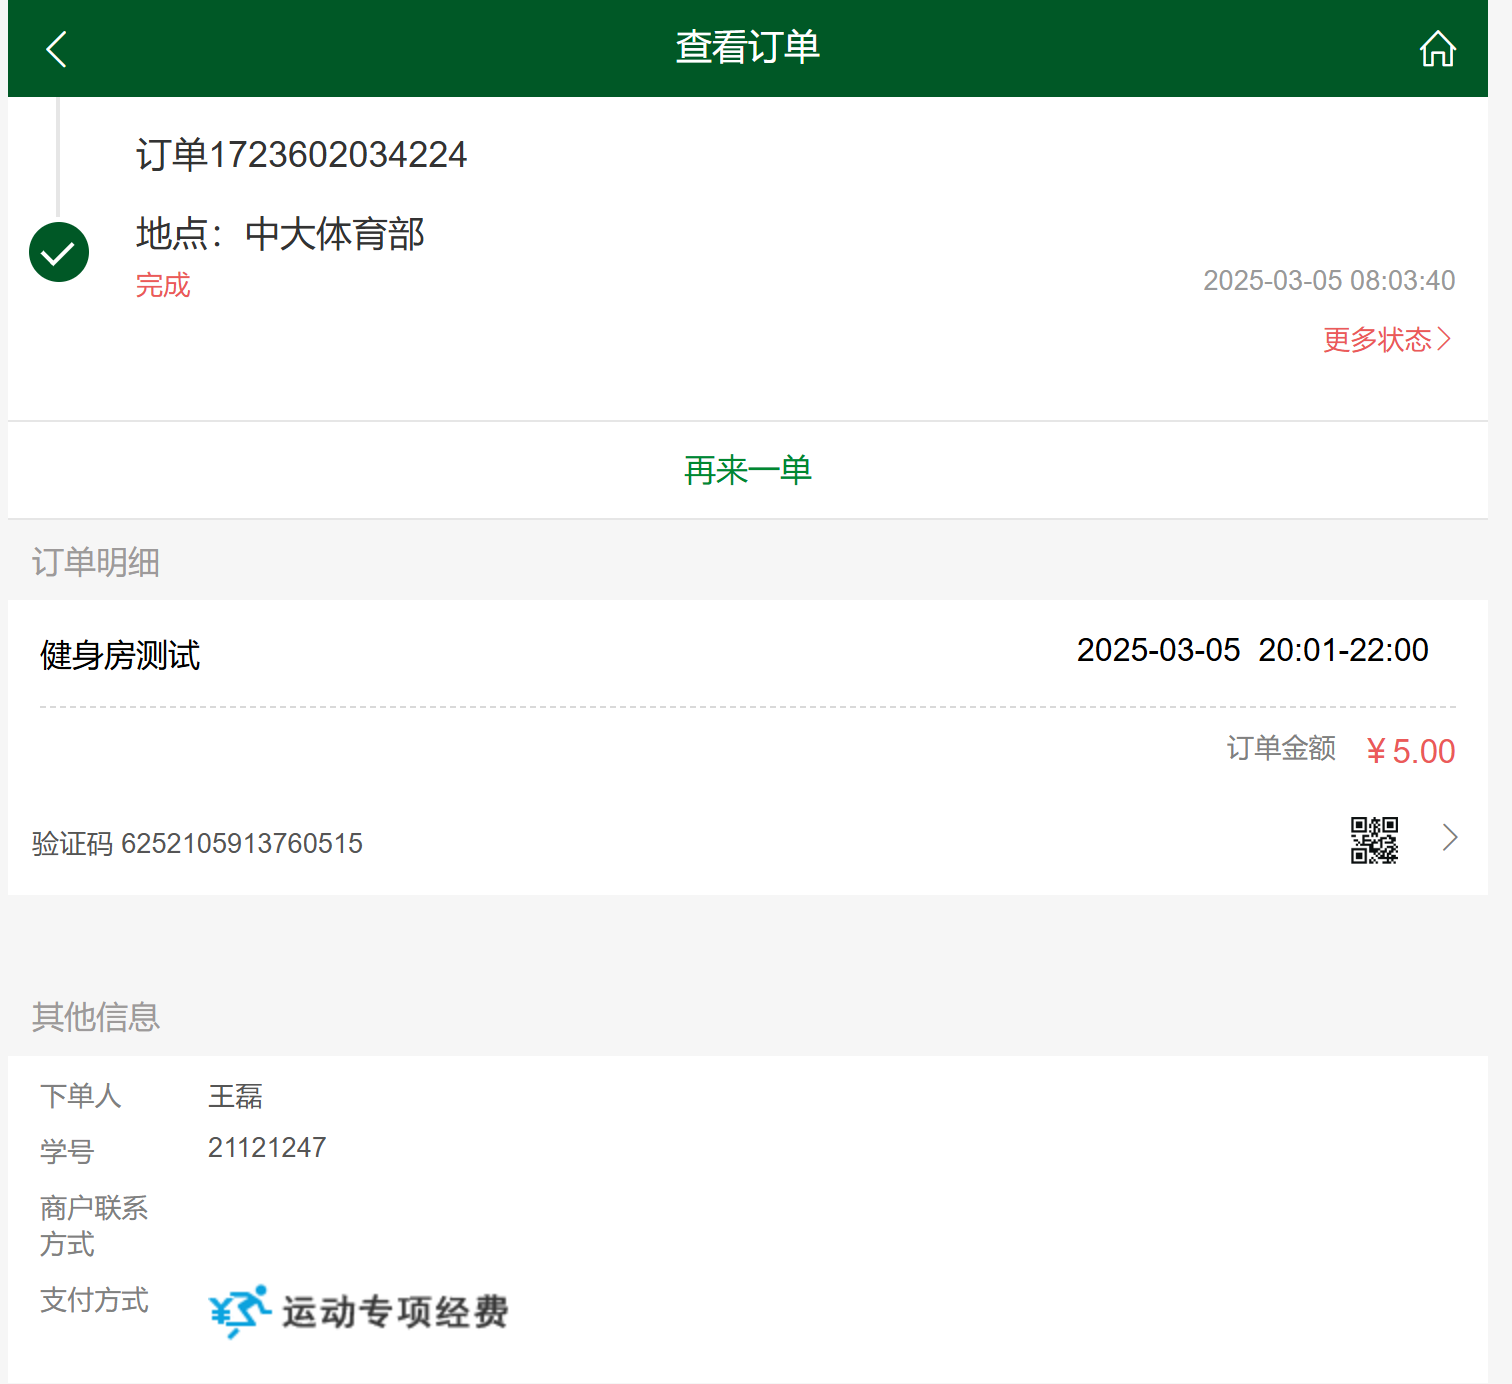 查看订单
订单1723602034224
地点：中大体育部
完成
2025-03-05 08:03:40
更多状态
再来一单
订单明细
健身房测试
2025-03-05 20:01-22:00
订单金额 ￥5.00
验证码 6252105913760515
其他信息
下单人 王磊
学号 21121247
商户联系
方式
支付方式 运动专项经费